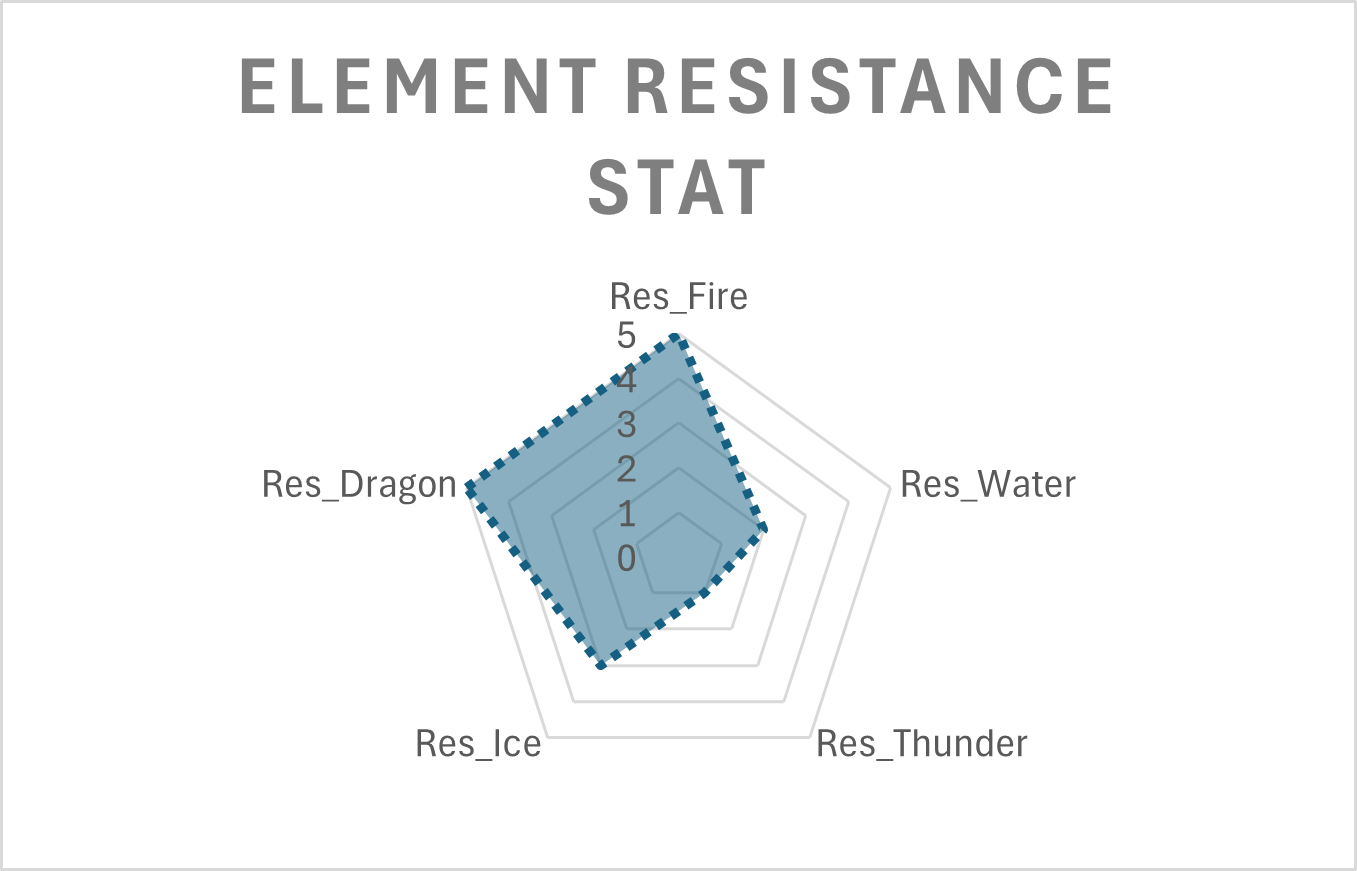 ELEMENT RESISTANCE
STAT
Res_Fire
5
4
3
2
1
0
Res_Dragon
Res_Water
Res_Ice
Res_Thunder